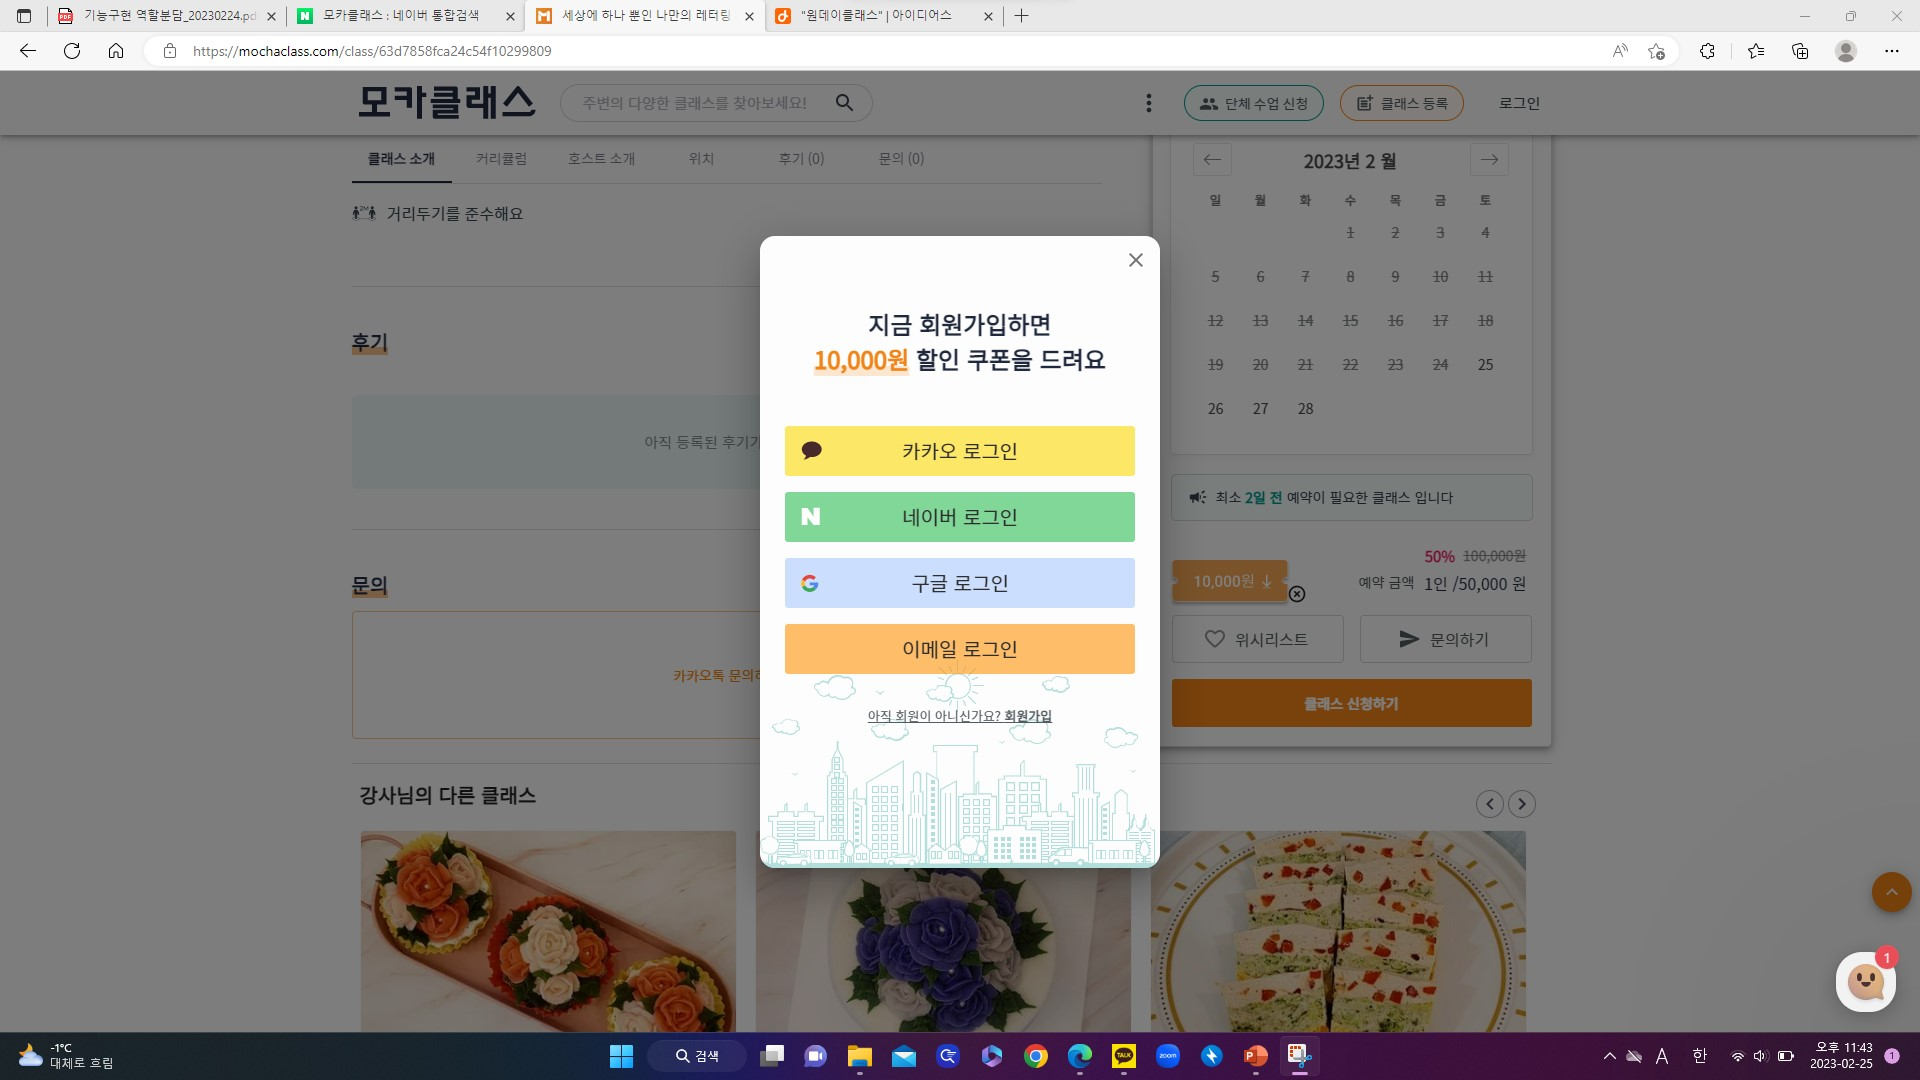 기능구현 역할분담_20230224.pd
모카클래스 : 네이버 통합검색
세상에 하나 뿐인 나만의 레터링
"원데이클래스" | 아이디어스
https://mochaclass.com/class/63d7858fca24c54f10299809
모카클래스
주변의 다양한 클래스를 찾아보세요!
단체 수업 신청
클래스 등록
로그인
클래스 소개 커리큘럼 호스트 소개 위치 후기 (0) 문의 (0)
거리두기를 준수해요
후기
아직 등록된 후기가
문의
카카오톡 문의하
지금 회원가입하면
10,000원 할인 쿠폰을 드려요
카카오 로그인
네이버 로그인
구글 로그인
이메일 로그인
아직 회원이 아니신가요? 회원가입
2023년 2 월
일 월 화 수 목 금 토
1 2 3 4
5 6 7 8 9 10 11
12 13 14 15 16 17 18
19 20 21 22 23 24 25
26 27 28
최소 2일 전 예약이 필요한 클래스 입니다
50% 100,000원
10,000원
예약 금액 1인 /50,000 원
위시리스트
문의하기
클래스 신청하기
강사님의 다른 클래스
1
-1°C
대체로 흐림
검색
TALK
zoom
A
한
오후 11:43
2023-02-25
1